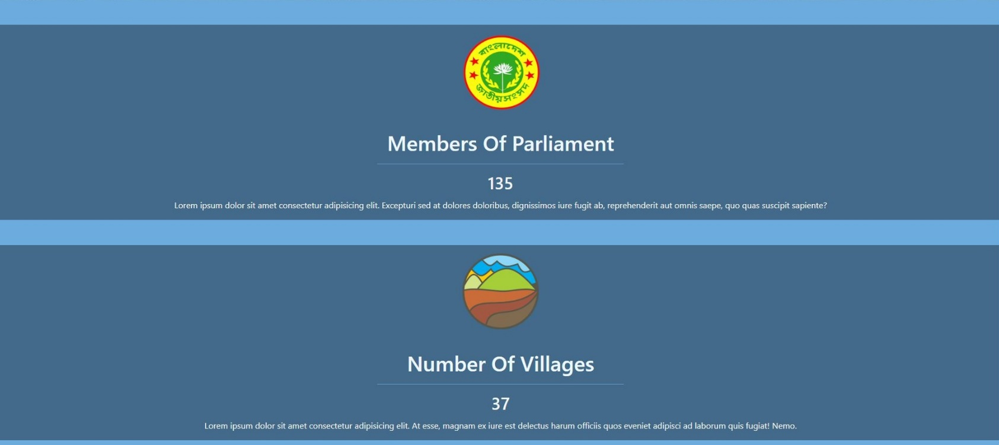 বাংলাদেশ
জাতীয় সংসদ
Members Of Parliament
135
Lorem ipsum dolor sit amet consectetur adipisicing elit. Excepturi sed at dolores doloribus, dignissimos iure fugit ab, reprehenderit aut omnis saepe, quo quas suscipit sapiente?
Number Of Villages
37
Lorem ipsum dolor sit amet consectetur adipisicing elit. At esse, magnam ex iure est delectus harum officiis quos eveniet adipisci ad laborum quis fugiat! Nemo.